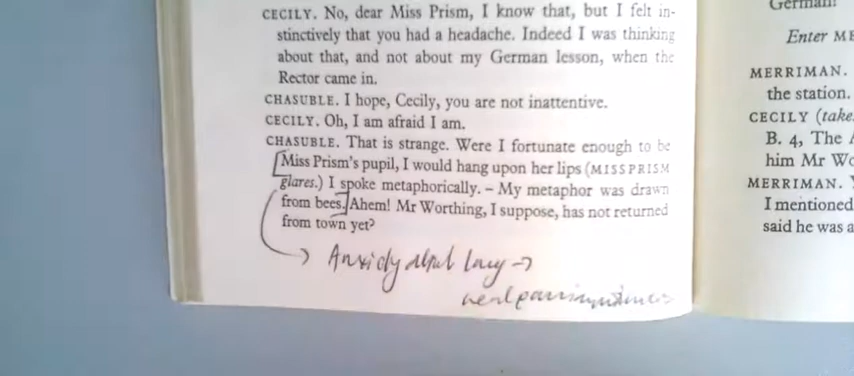 CECILY. No, dear Miss Prism, I know that, but I felt in-
stinctively that you had a headache. Indeed I was thinking
about that, and not about my German lesson, when the
Rector came in.
CHASUBLE. I hope, Cecily, you are not inattentive.
CECILY. Oh, I am afraid I am.
CHASUBLE. That is strange. Were I fortunate enough to be
Miss Prism's pupil, I would hang upon her lips (MISS PRISM
glares.) I spoke metaphorically. – My metaphor was drawn
from bees. Ahem! Mr Worthing, I suppose, has not returned
from town yet?
Anxiety about
German!
Enter ME
MERRIMAN.
the station.
CECILY (take
B. 4, The A
him Mr Wo
MERRIMAN. Y
I mentioned
said he was a